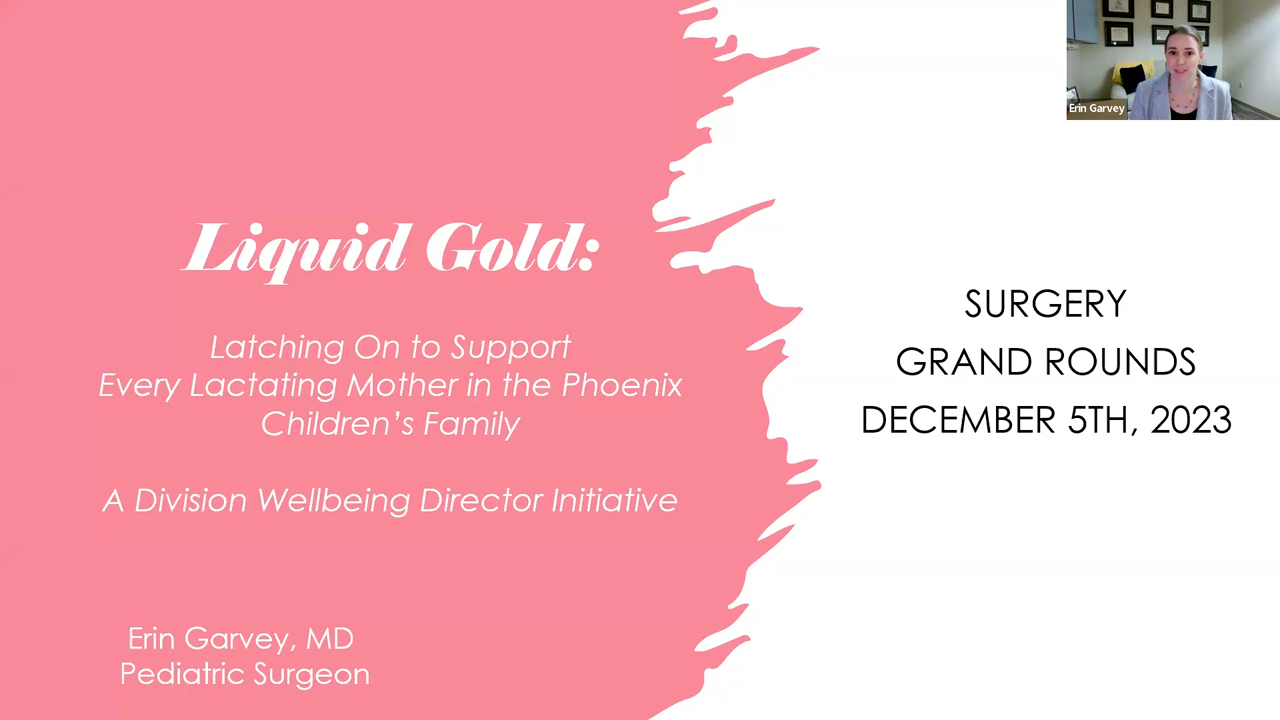 Liquid Gold:
Latching On to Support
Every Lactating Mother in the Phoenix
Children's Family
A Division Wellbeing Director Initiative
Erin Garvey, MD
Pediatric Surgeon
SURGERY
GRAND ROUNDS
DECEMBER 5TH, 2023
Erin Garvey